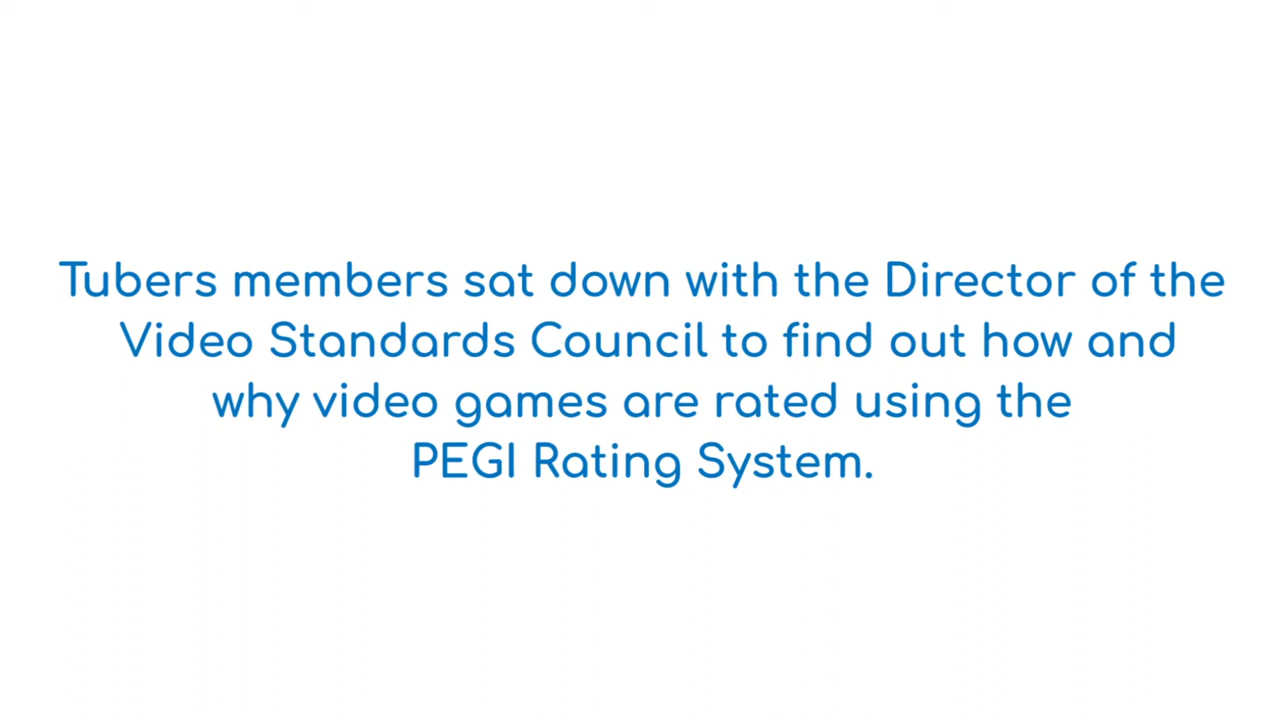 Tubers members sat down with the Director of the
Video Standards Council to find out how and
why video games are rated using the
PEGI Rating System.